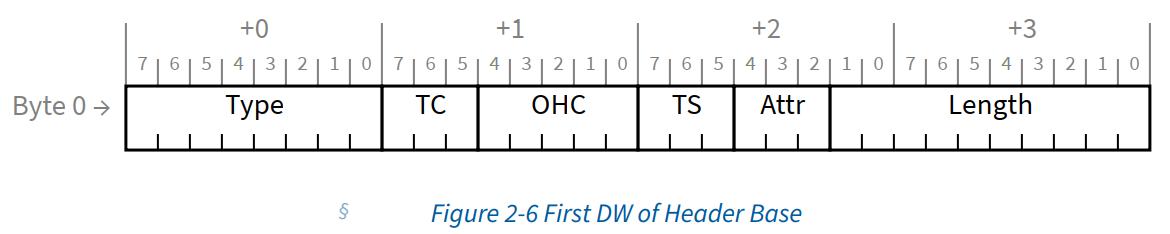 +0 +1 +2 +3
7 6 5 4 3 2 1 0 7 6 5 4 3 2 1 0 7 6 5 4 3 2 1 0 7 6 5 4 3 2 1 0
Byte 0 → Type TC OHC TS Attr Length
§ Figure 2-6 First DW of Header Base